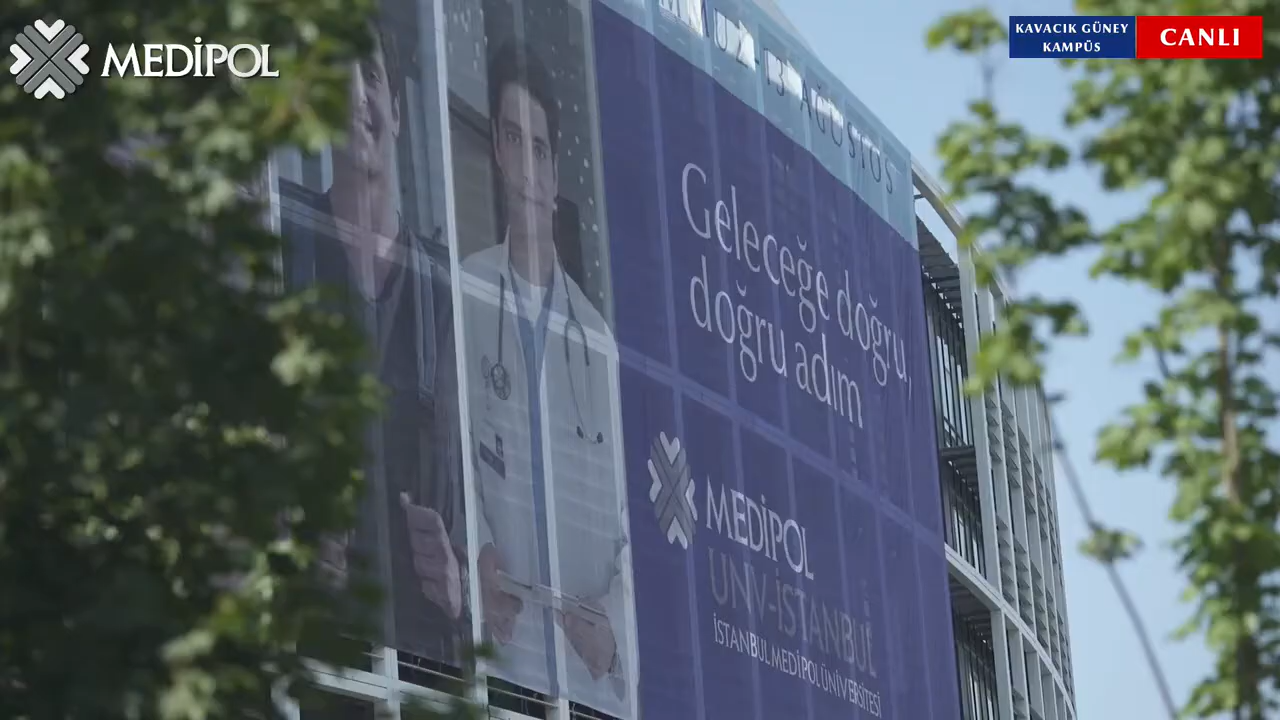 MEDİPOL
KAVACIK GÜNEY
KAMPÜS
CANLI
AĞUSTOS
Geleceğe doğru,
doğru adım
MEDİPOL
UNV-İSTANBUL
İSTANBUL MEDİPOL ÜNİVERSİTESİ